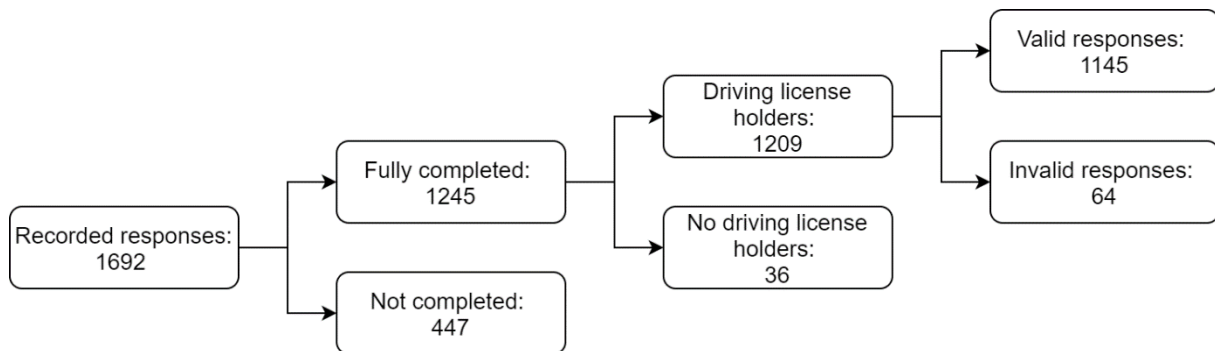 Recorded responses:
1692
Fully completed:
1245
Not completed:
447
Driving license
holders:
1209
No driving license
holders:
36
Valid responses:
1145
Invalid responses:
64